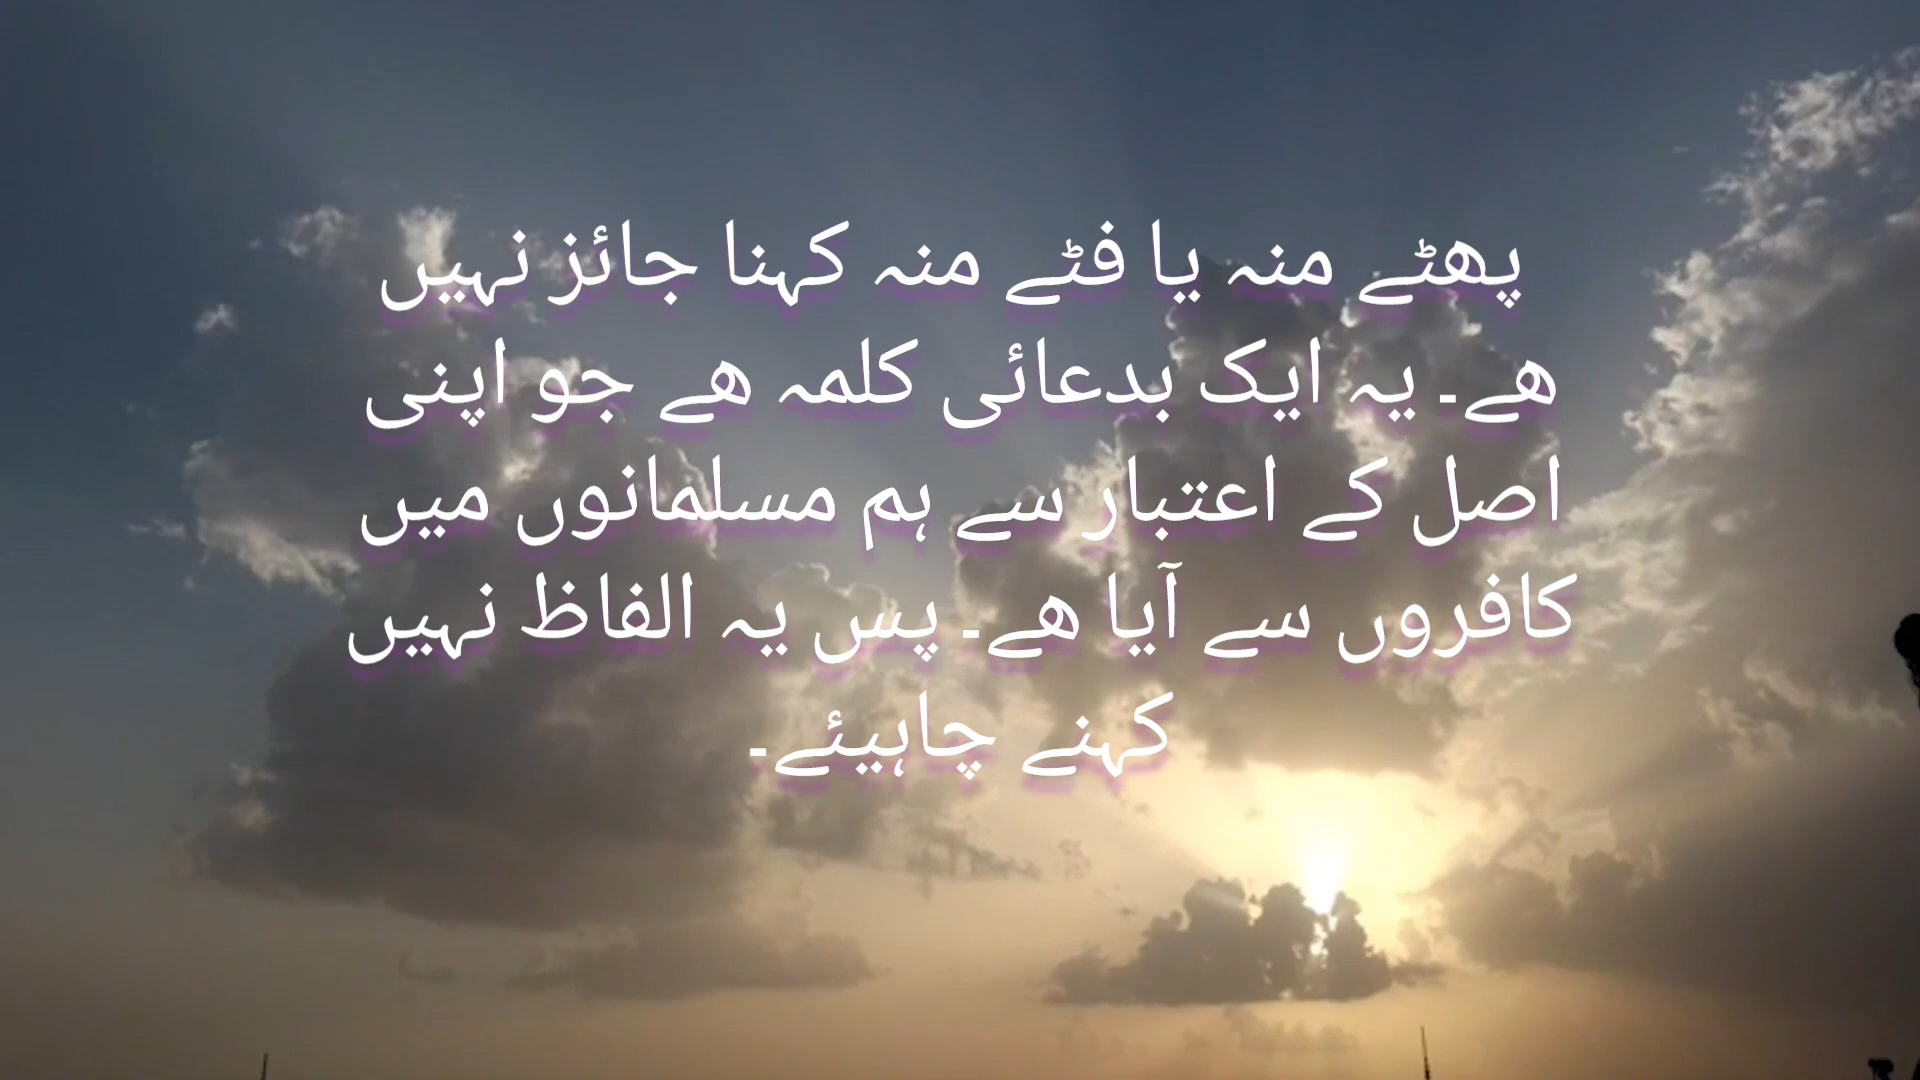 پھٹے منہ یا فٹے منہ کہنا جائز نہیں
ھے۔ یہ ایک بدعائی کلمہ ھے جو اپنی
اصل کے اعتبار سے ہم مسلمانوں میں
کافروں سے آیا ھے۔ پس یہ الفاظ نہیں
کہنے چاہیئے۔